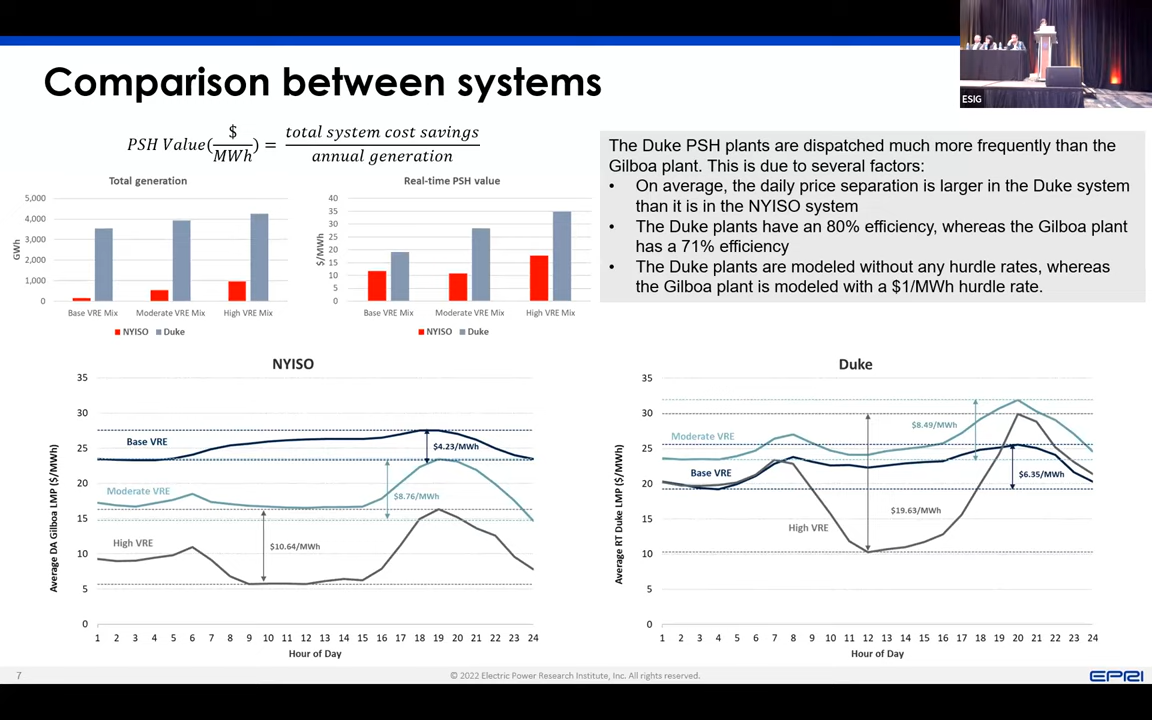 ESIG
Comparison between systems
PSH Value($/MWh) = total system cost savings / annual generation
The Duke PSH plants are dispatched much more frequently than the
Gilboa plant. This is due to several factors:
• On average, the daily price separation is larger in the Duke system
than it is in the NYISO system
• The Duke plants have an 80% efficiency, whereas the Gilboa plant
has a 71% efficiency
• The Duke plants are modeled without any hurdle rates, whereas
the Gilboa plant is modeled with a $1/MWh hurdle rate.
Total generation
5,000
4,000
3,000
2,000
1,000
0
GWh
Base VRE Mix Moderate VRE Mix High VRE Mix
NYISO Duke
Real-time PSH value
40
35
30
25
20
15
10
5
0
$/MWh
Base VRE Mix Moderate VRE Mix High VRE Mix
NYISO Duke
NYISO
35
30
25
20
15
10
5
0
Average DA Gilboa LMP ($/MWh)
Base VRE
$4.23/MWh
Moderate VRE
$8.76/MWh
High VRE
$10.64/MWh
1 2 3 4 5 6 7 8 9 10 11 12 13 14 15 16 17 18 19 20 21 22 23 24
Hour of Day
Duke
35
30
25
20
15
10
5
0
Average RT Duke LMP ($/MWh)
$8.49/MWh
Moderate VRE
Base VRE
$6.35/MWh
$19.63/MWh
High VRE
1 2 3 4 5 6 7 8 9 10 11 12 13 14 15 16 17 18 19 20 21 22 23 24
Hour of Day
7
© 2022 Electric Power Research Institute, Inc. All rights reserved.
EPRI